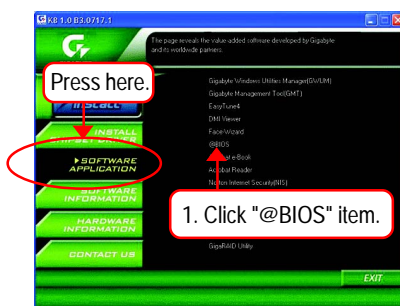 K8 1.0 B3.0717.1
The page reveals the value-added software developed by Gigabyte
and its worldwide partners.
Press here.
Gigabyte Windows Utilities Manager(GWUM)
Gigabyte Management Tool(GMT)
EasyTune4
DMI Viewer
Face-Wizard
@BIOS
e-Book
Acrobat Reader
Norton Internet Security(NIS)
INSTALL
CHIPSET DRIVER
SOFTWARE
APPLICATION
SOFTWARE
INFORMATION
HARDWARE
INFORMATION
CONTACT US
1. Click "@BIOS" item.
GigaRAID Utility
EXIT